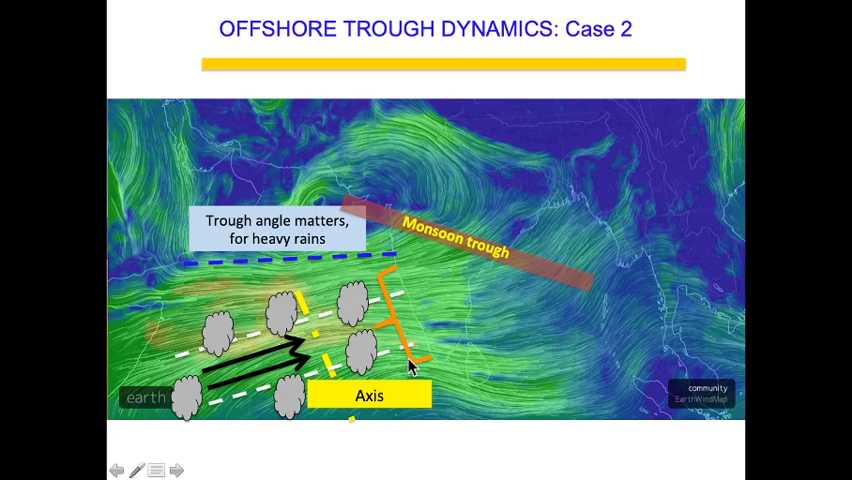 OFFSHORE TROUGH DYNAMICS: Case 2
Trough angle matters,
for heavy rains
Monsoon trough
Axis
earth
community
EarthWindMap